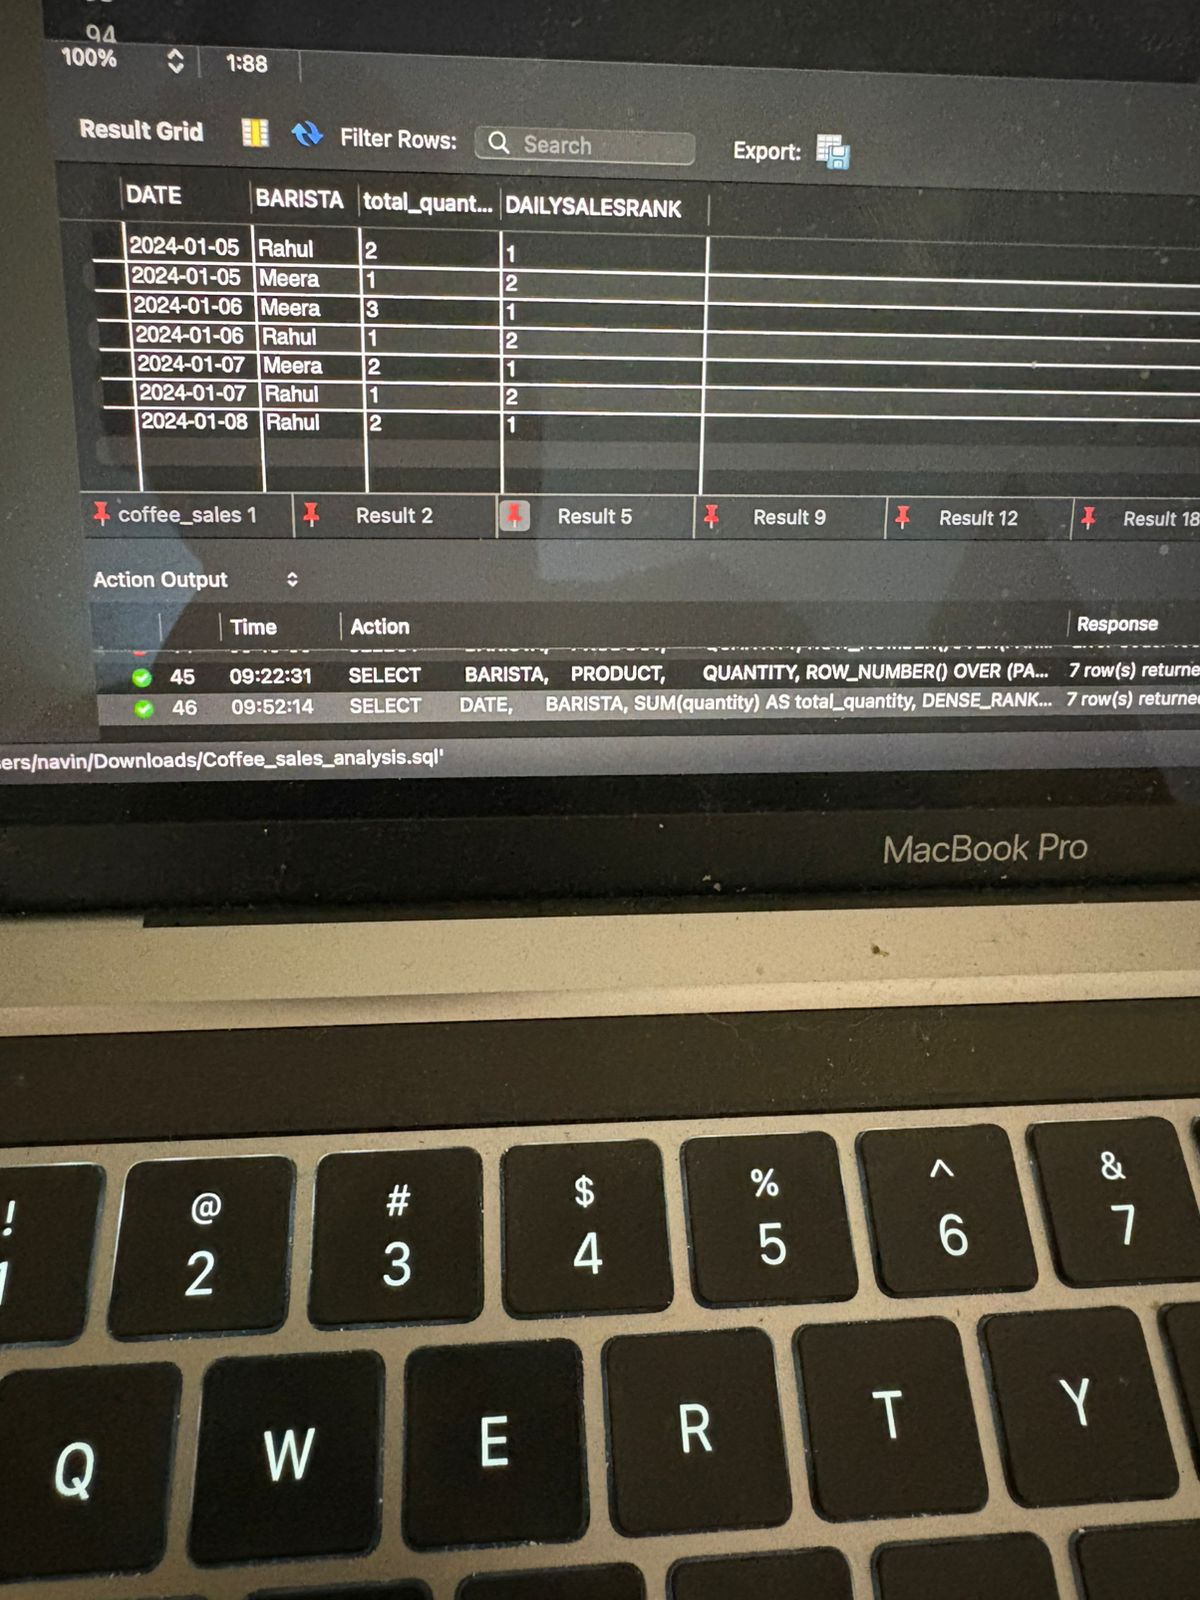 94
100% 1:88
Result Grid Filter Rows: Search Export:
DATE BARISTA total_quant... DAILYSALESRANK
2024-01-05 Rahul 2 1
2024-01-05 Meera 1 2
2024-01-06 Meera 3 1
2024-01-06 Rahul 1 2
2024-01-07 Meera 2 1
2024-01-07 Rahul 1 2
2024-01-08 Rahul 2 1
coffee_sales 1 Result 2 Result 5 Result 9 Result 12 Result 18
Action Output
Time Action Response
45 09:22:31 SELECT BARISTA, PRODUCT, QUANTITY, ROW_NUMBER() OVER (PA... 7 row(s) returne
46 09:52:14 SELECT DATE, BARISTA, SUM(quantity) AS total_quantity, DENSE_RANK... 7 row(s) returne
ers/navin/Downloads/Coffee_sales_analysis.sql'
MacBook Pro
! @ # $ % ^ &
1 2 3 4 5 6 7
Q W E R T Y